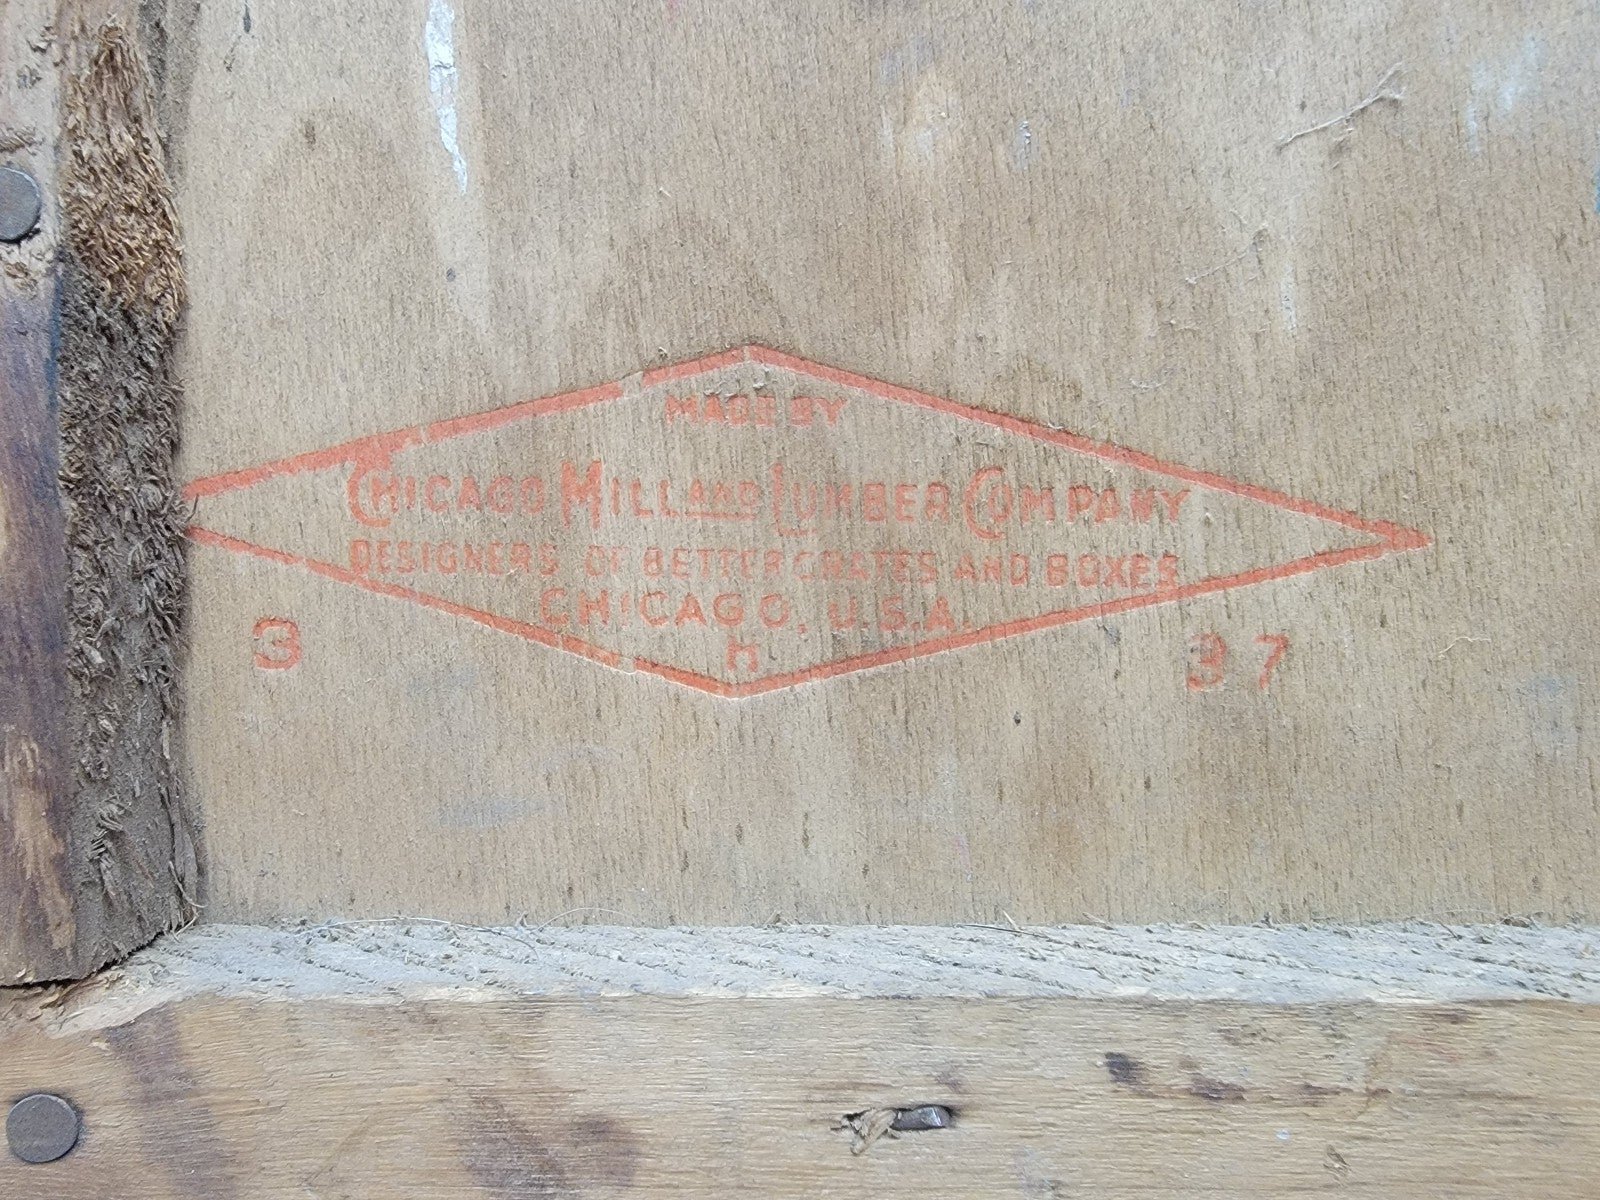 MADE BY
CHICAGO MILL AND LUMBER COMPANY
DESIGNERS OF BETTER CRATES AND BOXES
CHICAGO, U.S.A.
H
3 37